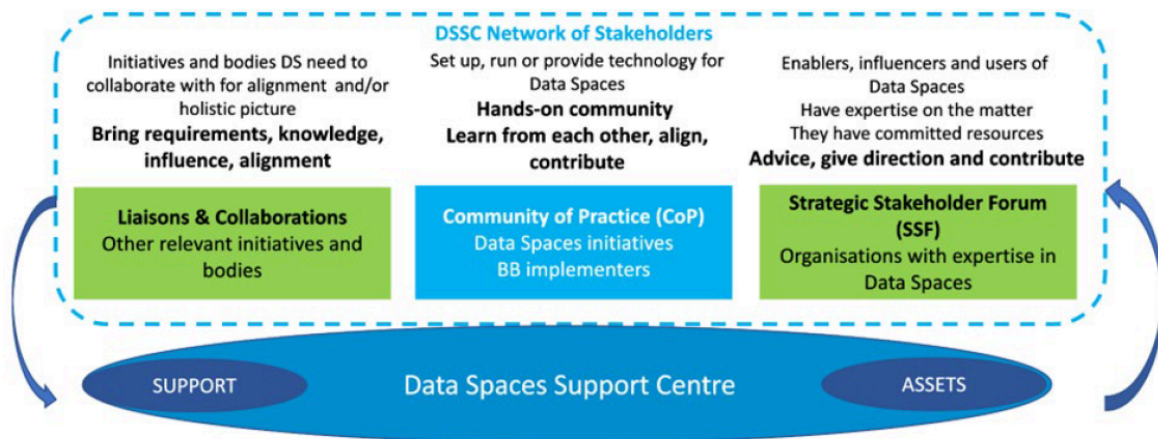 DSSC Network of Stakeholders
Initiatives and bodies DS need to
collaborate with for alignment and/or
holistic picture
Bring requirements, knowledge,
influence, alignment
Liaisons & Collaborations
Other relevant initiatives and
bodies
Set up, run or provide technology for
Data Spaces
Hands-on community
Learn from each other, align,
contribute
Community of Practice (CoP)
Data Spaces initiatives
BB implementers
Enablers, influencers and users of
Data Spaces
Have expertise on the matter
They have committed resources
Advice, give direction and contribute
Strategic Stakeholder Forum
(SSF)
Organisations with expertise in
Data Spaces
SUPPORT
Data Spaces Support Centre
ASSETS